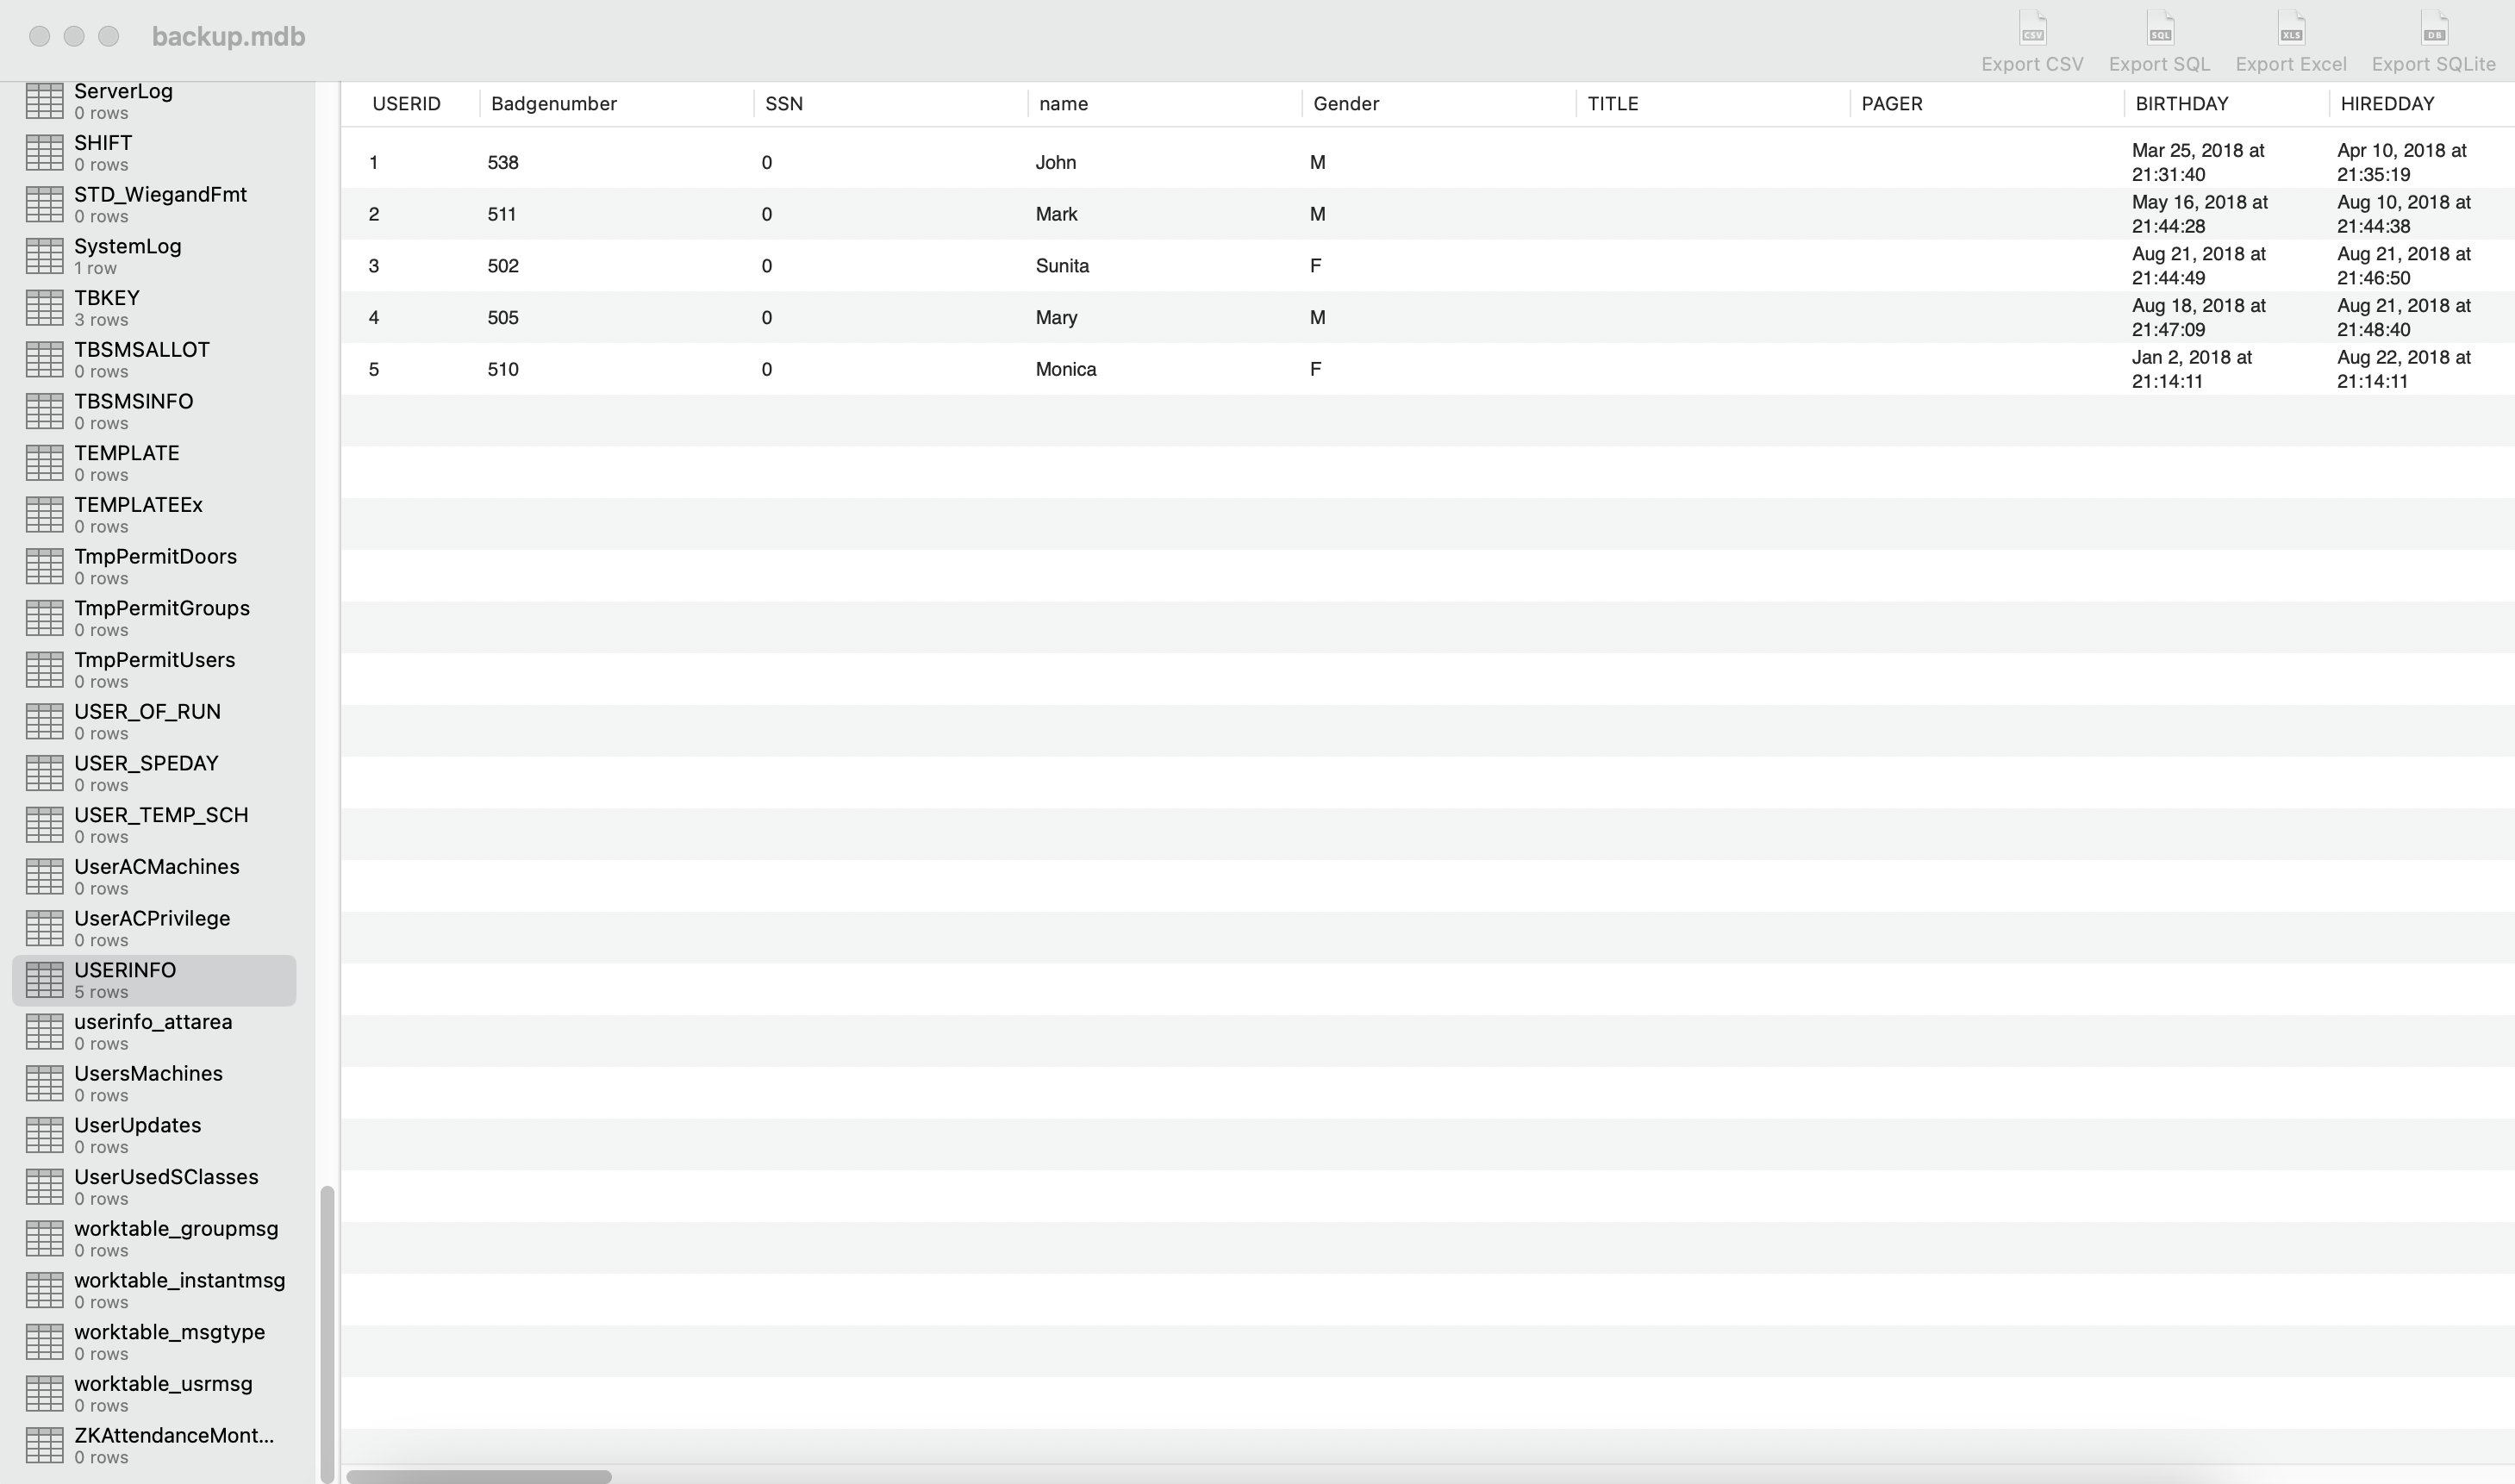 backup.mdb
CSV SQL XLS DB
Export CSV Export SQL Export Excel Export SQLite
ServerLog
0 rows
SHIFT
0 rows
STD_WiegandFmt
0 rows
SystemLog
1 row
TBKEY
3 rows
TBSMSALLOT
0 rows
TBSMSINFO
0 rows
TEMPLATE
0 rows
TEMPLATEEx
0 rows
TmpPermitDoors
0 rows
TmpPermitGroups
0 rows
TmpPermitUsers
0 rows
USER_OF_RUN
0 rows
USER_SPEDAY
0 rows
USER_TEMP_SCH
0 rows
UserACMachines
0 rows
UserACPrivilege
0 rows
USERINFO
5 rows
userinfo_attarea
0 rows
UsersMachines
0 rows
UserUpdates
0 rows
UserUsedSClasses
0 rows
worktable_groupmsg
0 rows
worktable_instantmsg
0 rows
worktable_msgtype
0 rows
worktable_usrmsg
0 rows
ZKAttendanceMont...
0 rows
USERID Badgenumber SSN name Gender TITLE PAGER BIRTHDAY HIREDDAY
1 538 0 John M Mar 25, 2018 at 21:31:40 Apr 10, 2018 at 21:35:19
2 511 0 Mark M May 16, 2018 at 21:44:28 Aug 10, 2018 at 21:44:38
3 502 0 Sunita F Aug 21, 2018 at 21:44:49 Aug 21, 2018 at 21:46:50
4 505 0 Mary M Aug 18, 2018 at 21:47:09 Aug 21, 2018 at 21:48:40
5 510 0 Monica F Jan 2, 2018 at 21:14:11 Aug 22, 2018 at 21:14:11